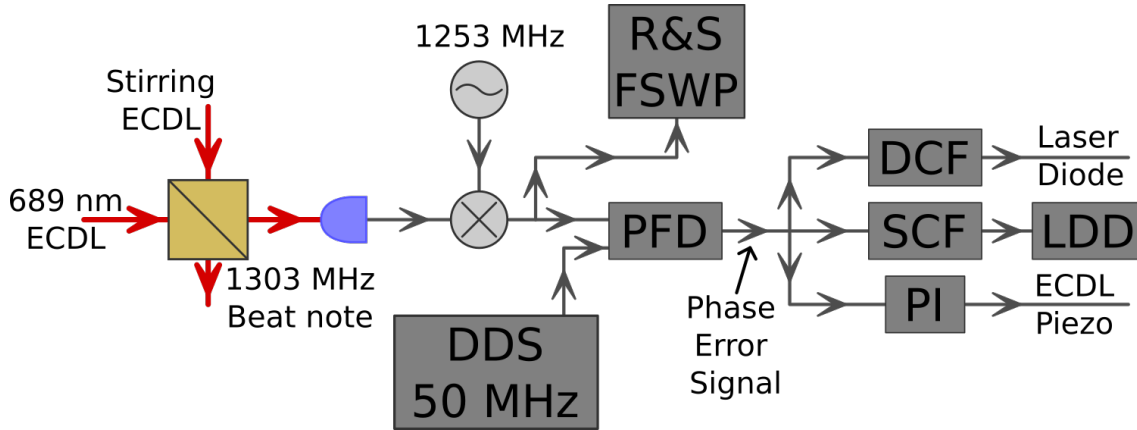 1253 MHz
R&S
FSWP
Stirring
ECDL
689 nm
ECDL
1303 MHz
Beat note
DDS
50 MHz
PFD
Phase
Error
Signal
DCF
Laser
Diode
SCF
LDD
PI
ECDL
Piezo